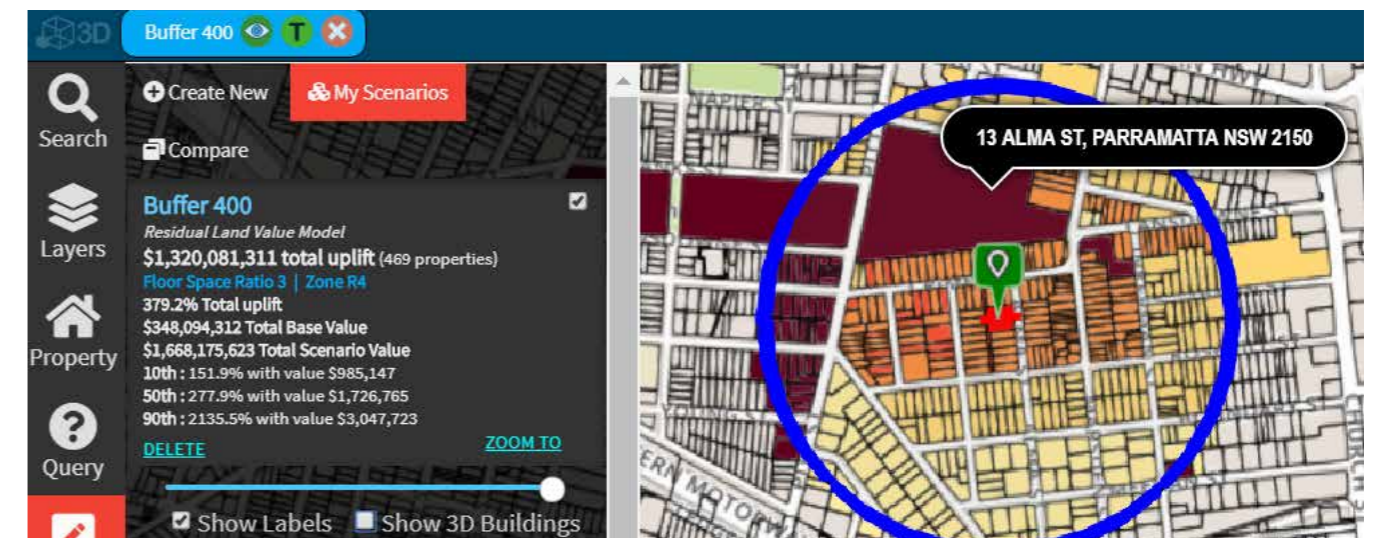 3D
Buffer 400 T
Search
Layers
Property
Query
Create New
My Scenarios
Compare
Buffer 400
Residual Land Value Model
$1,320,081,311 total uplift (469 properties)
Floor Space Ratio 3 | Zone R4
379.2% Total uplift
$348,094,312 Total Base Value
$1,668,175,623 Total Scenario Value
10th : 151.9% with value $985,147
50th : 277.9% with value $1,726,765
90th : 2135.5% with value $3,047,723
DELETE
ZOOM TO
Show Labels
Show 3D Buildings
13 ALMA ST, PARRAMATTA NSW 2150